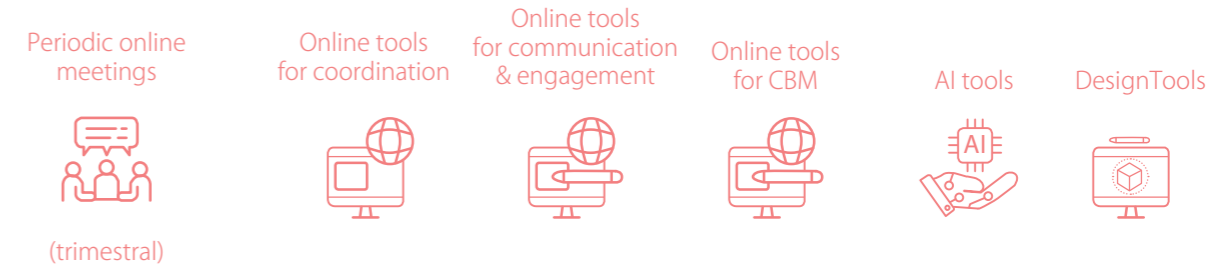 Periodic online
meetings
(trimestral)
Online tools
for coordination
Online tools
for communication
& engagement
Online tools
for CBM
AI tools
AI
DesignTools